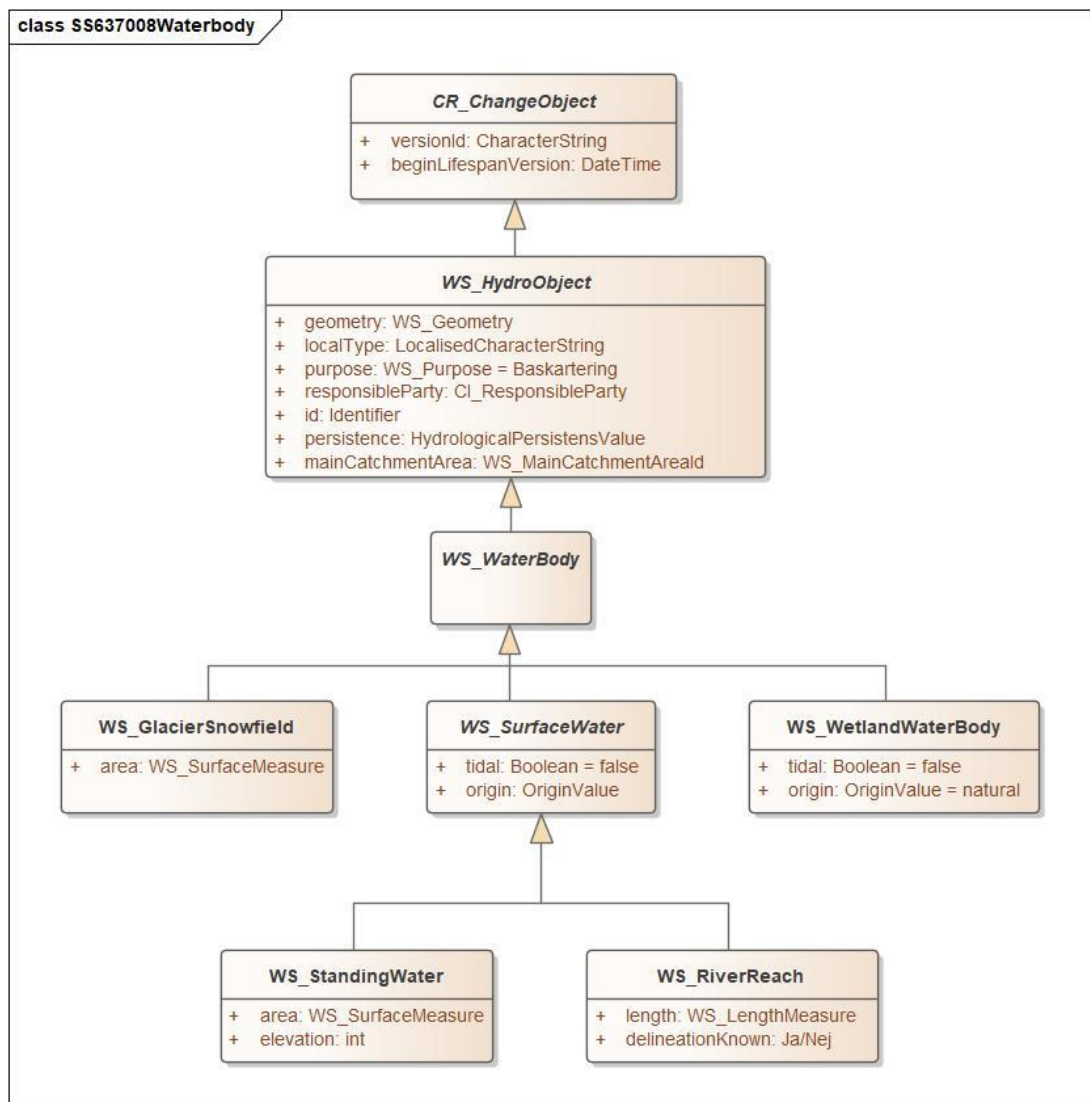 class SS637008Waterbody
CR_ChangeObject
+ versionId: CharacterString
+ beginLifespanVersion: DateTime
WS_HydroObject
+ geometry: WS_Geometry
+ localType: LocalisedCharacterString
+ purpose: WS_Purpose = Baskartering
+ responsibleParty: CI_ResponsibleParty
+ id: Identifier
+ persistence: HydrologicalPersistensValue
+ mainCatchmentArea: WS_MainCatchmentAreaId
WS_WaterBody
WS_GlacierSnowfield
+ area: WS_SurfaceMeasure
WS_SurfaceWater
+ tidal: Boolean = false
+ origin: OriginValue
WS_WetlandWaterBody
+ tidal: Boolean = false
+ origin: OriginValue = natural
WS_StandingWater
+ area: WS_SurfaceMeasure
+ elevation: int
WS_RiverReach
+ length: WS_LengthMeasure
+ delineationKnown: Ja/Nej